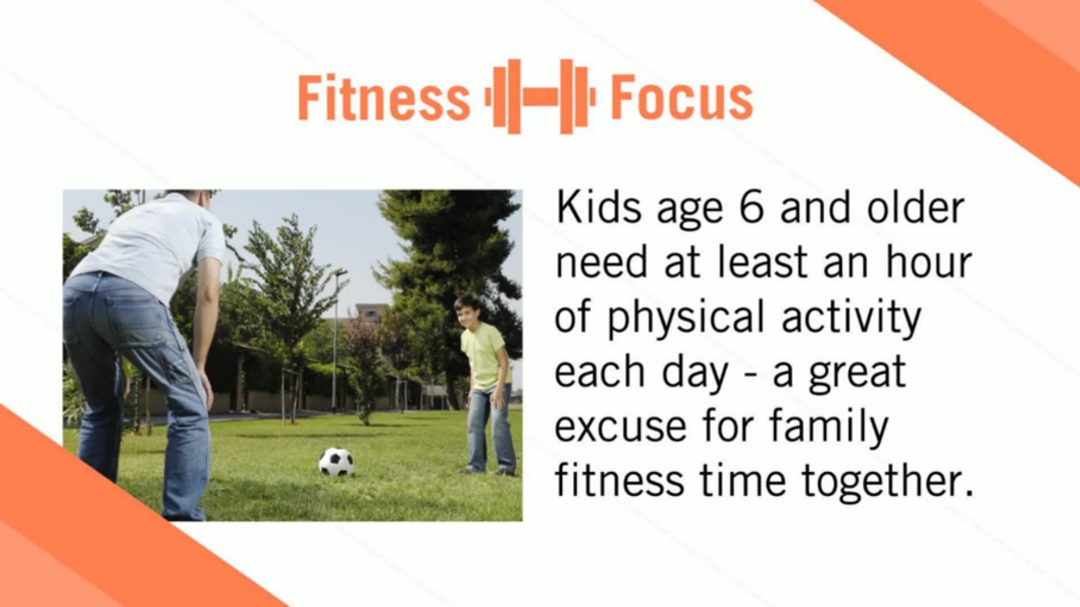 Fitness Focus
Kids age 6 and older
need at least an hour
of physical activity
each day - a great
excuse for family
fitness time together.